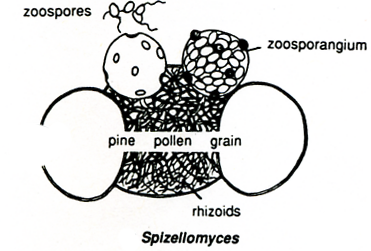 zoospores
zoosporangium
pine pollen grain
rhizoids
Spizellomyces